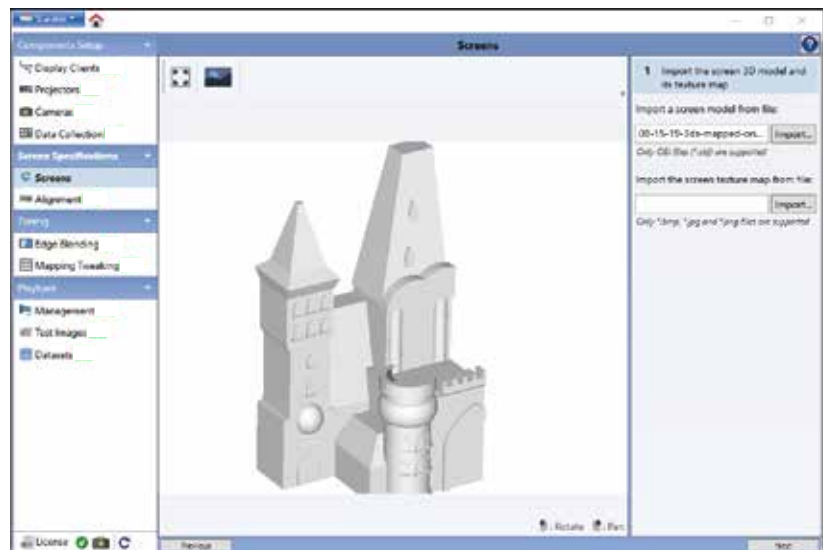 Components Setup
Screens
Display Clients
Projectors
Cameras
Data Collection
Screen Specifications
Screens
Alignment
Tuning
Edge Blending
Mapping Tweaking
Playback
Management
Test Images
Datasets
License
1 Import the screen 3D model and
its texture map
Import a screen model from file:
Import...
Only OBJ files (*.obj) are supported
Import the screen texture map from file:
Import...
Only *.bmp, *.jpg and *.png files are supported
: Rotate : Pan
Previous
Next